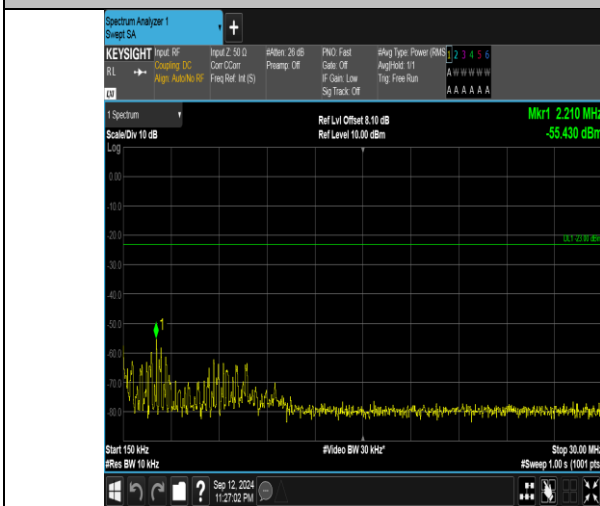 Spectrum Analyzer 1
Swept SA
+
KEYSIGHT Input: RF Input Z: 50 Ω #Atten: 26 dB PNO: Fast #Avg Type: Power (RMS 1 2 3 4 5 6
RL Coupling: DC Corr CCorr Preamp: Off Gate: Off Avg|Hold: 1/1 A W W W W W
Align: Auto/No RF Freq Ref: Int (S) IF Gain: Low Trig: Free Run
Sig Track: Off A A A A A A
1 Spectrum Ref Lvl Offset 8.10 dB Mkr1 2.210 MHz
Scale/Div 10 dB Ref Level 10.00 dBm -55.430 dBm
Log
0.00
-10.0
-20.0
DL1 -23.00 dBm
-30.0
-40.0
-50.0
1
-60.0
-70.0
-80.0
Start 150 kHz #Video BW 30 kHz* Stop 30.00 MHz
#Res BW 10 kHz #Sweep 1.00 s (1001 pts
? Sep 12, 2024
11:27:02 PM